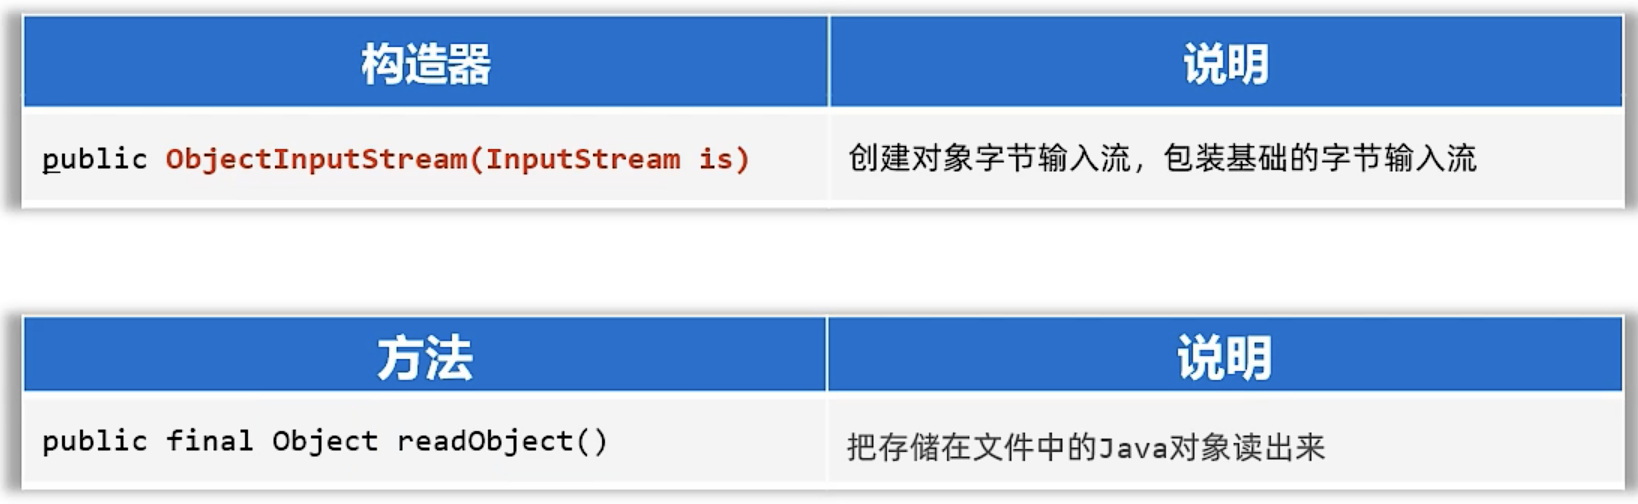 构造器 说明
public ObjectInputStream(InputStream is) 创建对象字节输入流，包装基础的字节输入流
方法 说明
public final Object readObject() 把存储在文件中的Java对象读出来